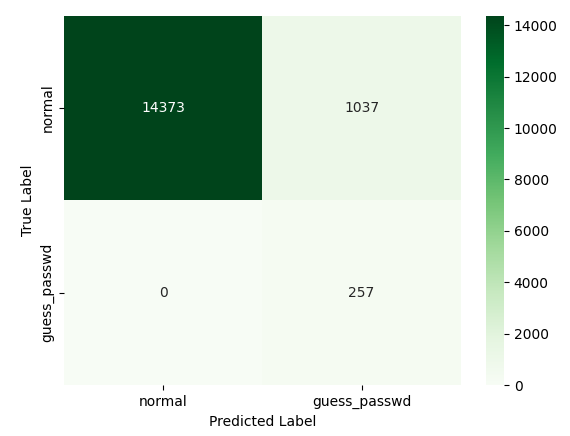 14373
1037
0
257
normal
guess_passwd
True Label
normal
guess_passwd
Predicted Label
14000
12000
10000
8000
6000
4000
2000
0